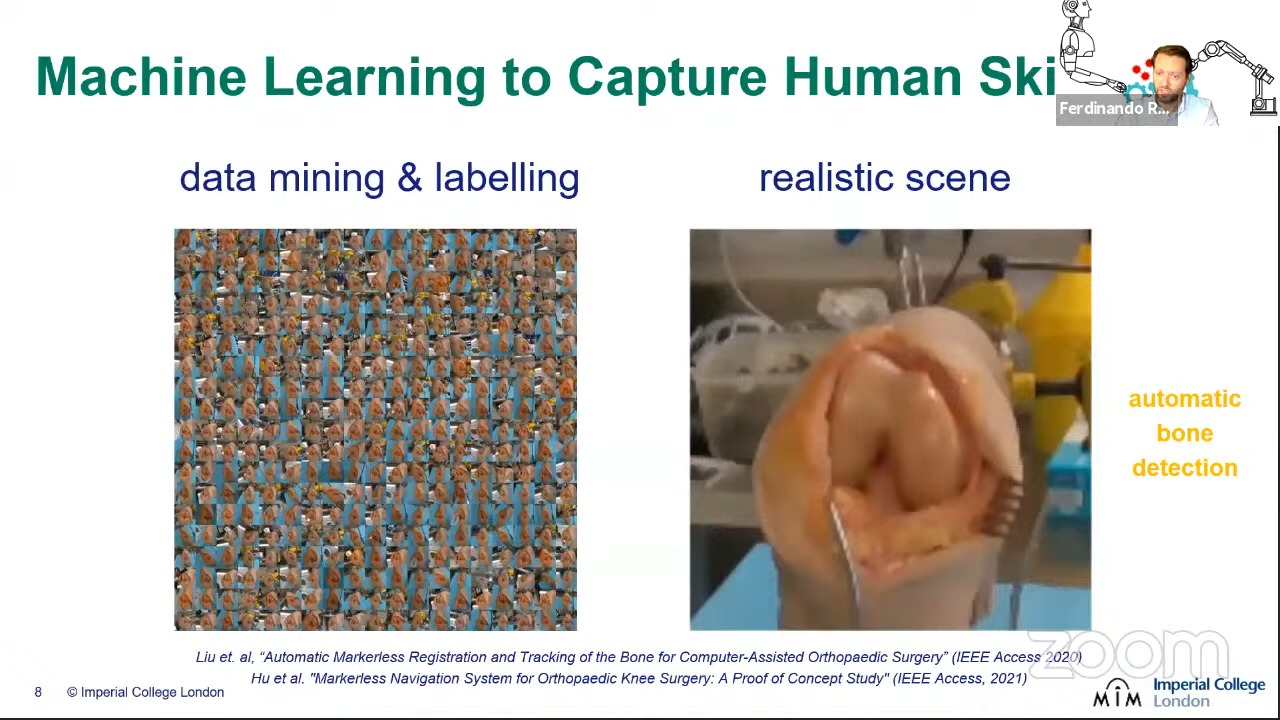 Machine Learning to Capture Human Ski
Ferdinando R...
data mining & labelling
realistic scene
automatic
bone
detection
Liu et. al, “Automatic Markerless Registration and Tracking of the Bone for Computer-Assisted Orthopaedic Surgery” (IEEE Access 2020)
Hu et al. "Markerless Navigation System for Orthopaedic Knee Surgery: A Proof of Concept Study" (IEEE Access, 2021)
zoom
8 © Imperial College London
MIM
Imperial College
London